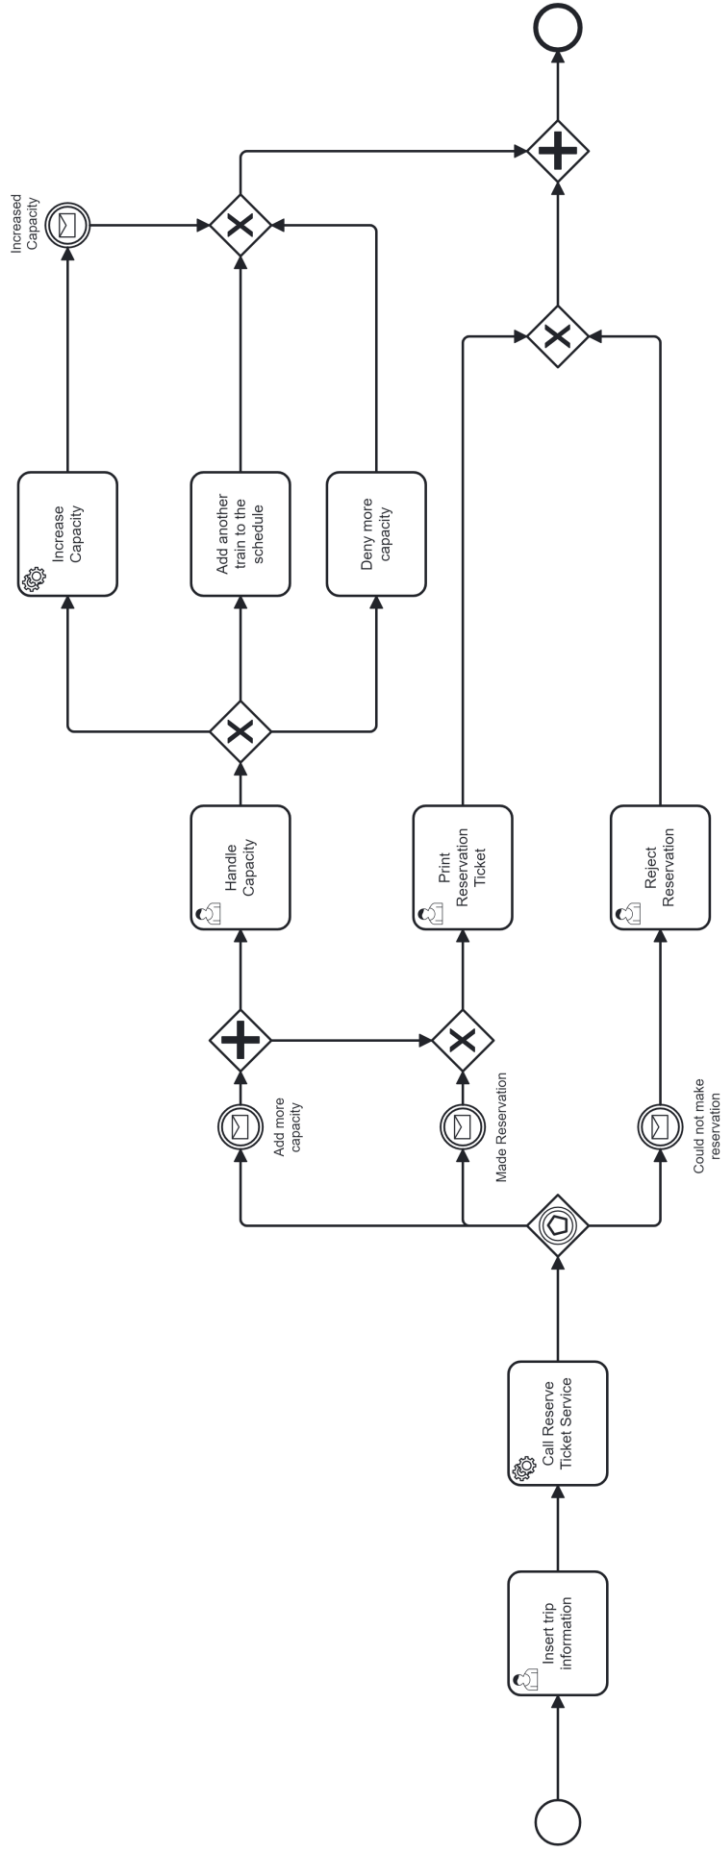 Insert trip
information
Call Reserve
Ticket Service
Add more
capacity
Made Reservation
Could not make
reservation
Handle
Capacity
Print
Reservation
Ticket
Reject
Reservation
Increase
Capacity
Add another
train to the
schedule
Deny more
capacity
Increased
Capacity